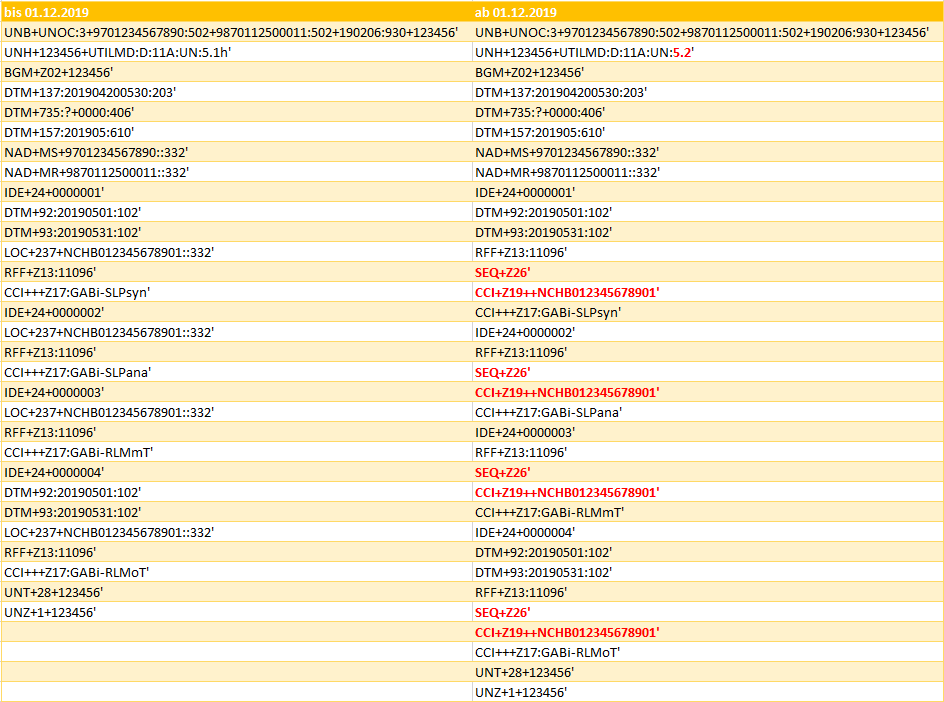 bis 01.12.2019 ab 01.12.2019
UNB+UNOC:3+9701234567890:502+9870112500011:502+190206:930+123456' UNB+UNOC:3+9701234567890:502+9870112500011:502+190206:930+123456'
UNH+123456+UTILMD:D:11A:UN:5.1h' UNH+123456+UTILMD:D:11A:UN:5.2'
BGM+Z02+123456' BGM+Z02+123456'
DTM+137:201904200530:203' DTM+137:201904200530:203'
DTM+735:?+0000:406' DTM+735:?+0000:406'
DTM+157:201905:610' DTM+157:201905:610'
NAD+MS+9701234567890::332' NAD+MS+9701234567890::332'
NAD+MR+9870112500011::332' NAD+MR+9870112500011::332'
IDE+24+0000001' IDE+24+0000001'
DTM+92:20190501:102' DTM+92:20190501:102'
DTM+93:20190531:102' DTM+93:20190531:102'
LOC+237+NCHB012345678901::332' RFF+Z13:11096'
RFF+Z13:11096' SEQ+Z26'
CCI+++Z17:GABi-SLPsyn' CCI+Z19++NCHB012345678901'
IDE+24+0000002' CCI+++Z17:GABi-SLPsyn'
LOC+237+NCHB012345678901::332' IDE+24+0000002'
RFF+Z13:11096' RFF+Z13:11096'
CCI+++Z17:GABi-SLPana' SEQ+Z26'
IDE+24+0000003' CCI+Z19++NCHB012345678901'
LOC+237+NCHB012345678901::332' CCI+++Z17:GABi-SLPana'
RFF+Z13:11096' IDE+24+0000003'
CCI+++Z17:GABi-RLMmT' RFF+Z13:11096'
IDE+24+0000004' SEQ+Z26'
DTM+92:20190501:102' CCI+Z19++NCHB012345678901'
DTM+93:20190531:102' CCI+++Z17:GABi-RLMmT'
LOC+237+NCHB012345678901::332' IDE+24+0000004'
RFF+Z13:11096' DTM+92:20190501:102'
CCI+++Z17:GABi-RLMoT' DTM+93:20190531:102'
UNT+28+123456' RFF+Z13:11096'
UNZ+1+123456' SEQ+Z26'
CCI+Z19++NCHB012345678901'
CCI+++Z17:GABi-RLMoT'
UNT+28+123456'
UNZ+1+123456'